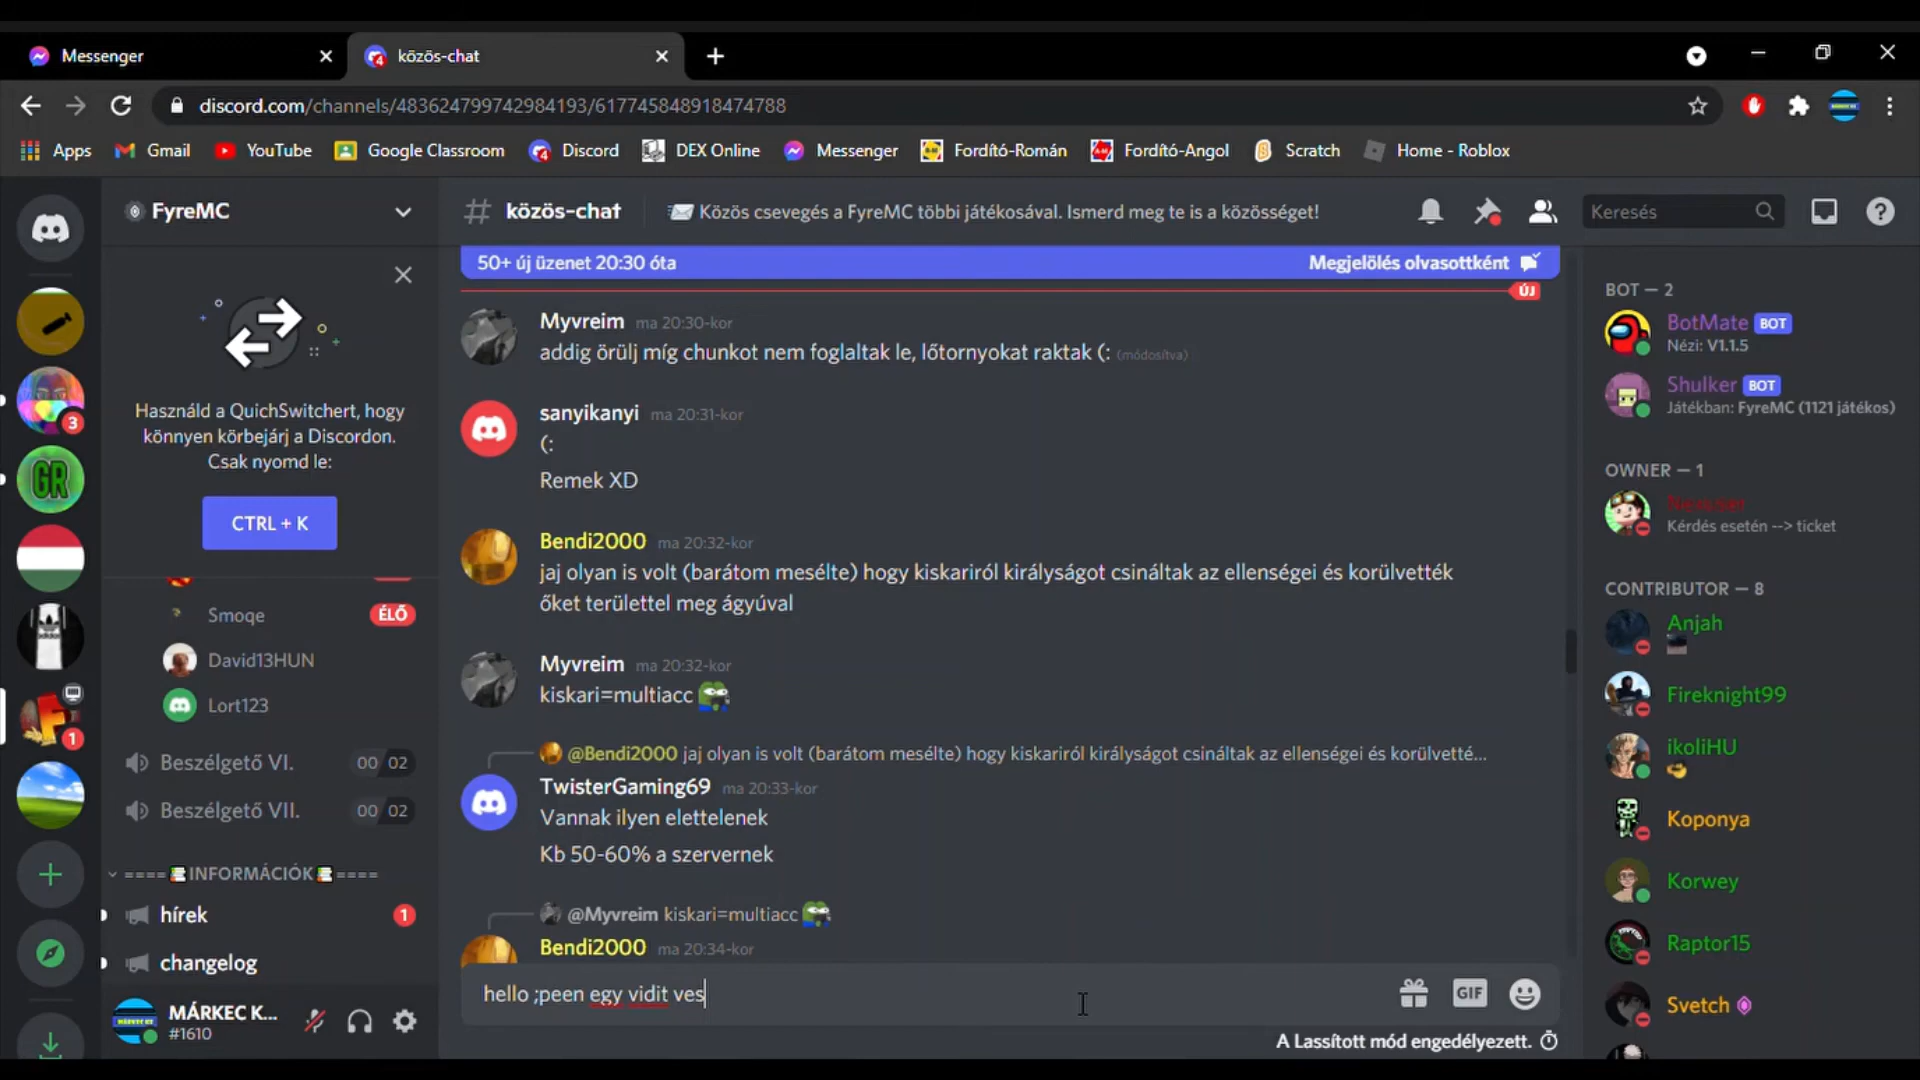 Messenger
közös-chat
discord.com/channels/483624799742984193/617745848918474788
Apps
Gmail
YouTube
Google Classroom
Discord
DEX Online
Messenger
Fordító-Román
Fordító-Angol
Scratch
Home - Roblox
FyreMC
közös-chat
Közös csevegés a FyreMC többi játékosával. Ismerd meg te is a közösséget!
Keresés
50+ új üzenet 20:30 óta
Megjelölés olvasottként
ÚJ
Használd a QuichSwitchert, hogy
könnyen körbejárj a Discordon.
Csak nyomd le:
CTRL + K
Smoqe
ÉLŐ
David13HUN
Lort123
Beszélgető VI.
00 02
Beszélgető VII.
00 02
====INFORMÁCIÓK====
hírek
1
changelog
MÁRKEC K...
#1610
3
GR
1
Myvreim ma 20:30-kor
addig örülj míg chunkot nem foglaltak le, lőtornyokat raktak (: (módosítva)
sanyikanyi ma 20:31-kor
(:
Remek XD
Bendi2000 ma 20:32-kor
jaj olyan is volt (barátom mesélte) hogy kiskariról királyságot csináltak az ellenségei és korülvették
őket területtel meg ágyúval
Myvreim ma 20:32-kor
kiskari=multiacc
@Bendi2000 jaj olyan is volt (barátom mesélte) hogy kiskariról királyságot csináltak az ellenségei és korülvetté...
TwisterGaming69 ma 20:33-kor
Vannak ilyen elettelenek
Kb 50-60% a szervernek
@Myvreim kiskari=multiacc
Bendi2000 ma 20:34-kor
hello ;peen egy vidit ves
GIF
A Lassított mód engedélyezett.
BOT — 2
BotMate BOT
Nézi: V1.1.5
Shulker BOT
Játékban: FyreMC (1121 játékos)
OWNER — 1
Kérdés esetén --> ticket
CONTRIBUTOR — 8
Anjah
Fireknight99
ikoliHU
Koponya
Korwey
Raptor15
Svetch